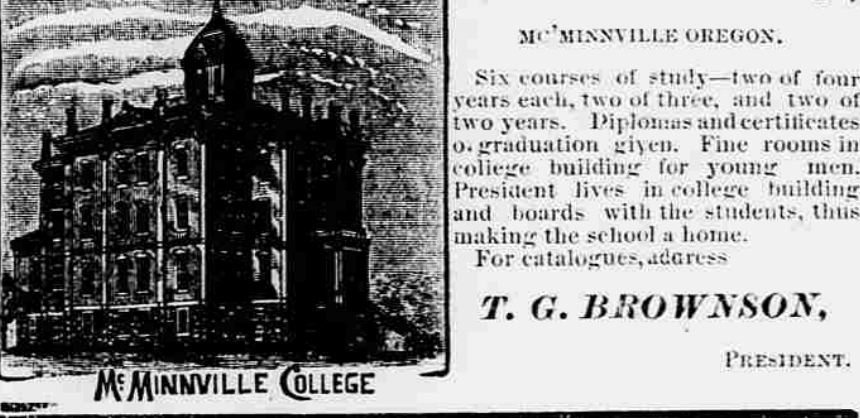 MC'MINNVILLE OREGON.
Six courses of study—two of four
years each, two of three, and two of
two years. Diplomas and certificates
o. graduation given. Fine rooms in
college building for young men.
President lives in college building
and boards with the students, thus
making the school a home.
For catalogues, address
T. G. BROWNSON,
PRESIDENT.
McMINNVILLE COLLEGE